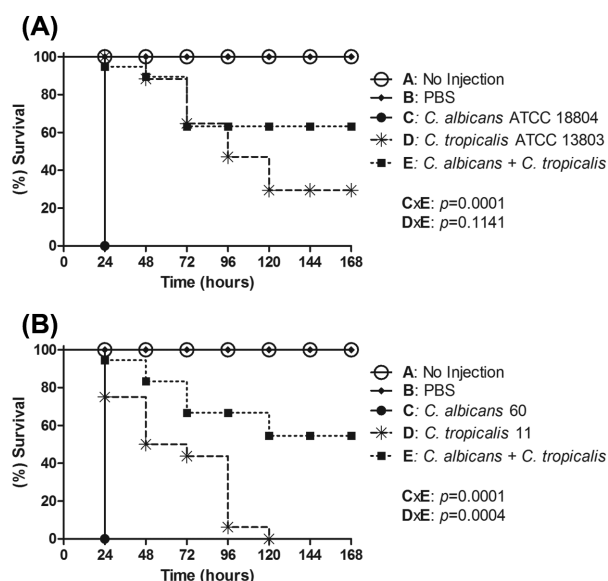 (A)
(%) Survival
100
80
60
40
20
0
0 24 48 72 96 120 144 168
Time (hours)
A: No Injection
B: PBS
C: C. albicans ATCC 18804
D: C. tropicalis ATCC 13803
E: C. albicans + C. tropicalis
CxE: p=0.0001
DxE: p=0.1141
(B)
(%) Survival
100
80
60
40
20
0
0 24 48 72 96 120 144 168
Time (hours)
A: No Injection
B: PBS
C: C. albicans 60
D: C. tropicalis 11
E: C. albicans + C. tropicalis
CxE: p=0.0001
DxE: p=0.0004